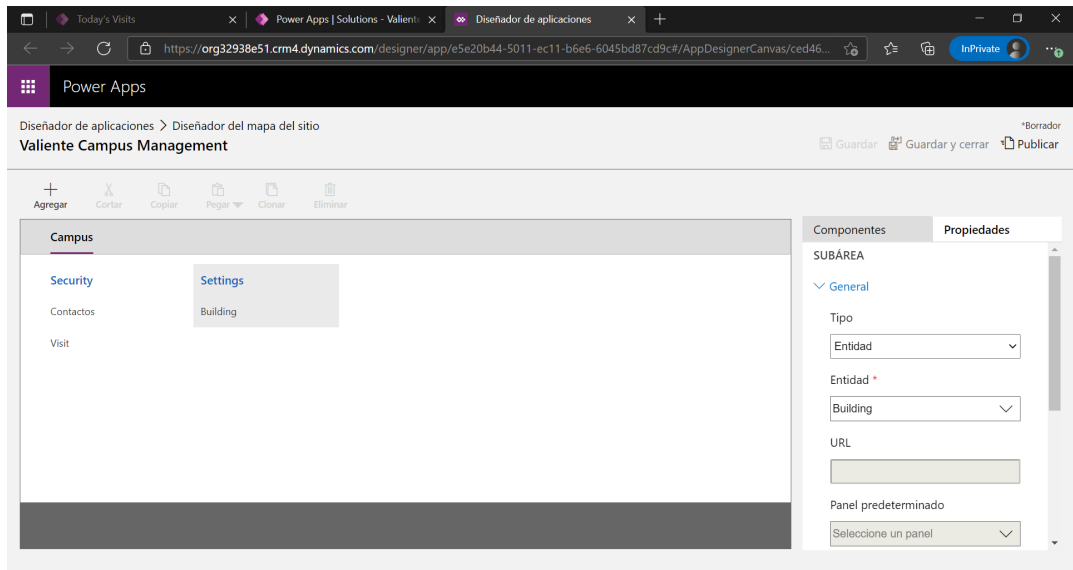 Today's Visits
Power Apps | Solutions - Valiente
Diseñador de aplicaciones
https://org32938e51.crm4.dynamics.com/designer/app/e5e20b44-5011-ec11-b6e6-6045bd87cd9c#/AppDesignerCanvas/ced46...
InPrivate
Power Apps
Diseñador de aplicaciones > Diseñador del mapa del sitio
*Borrador
Valiente Campus Management
Guardar
Guardar y cerrar
Publicar
Agregar
Cortar
Copiar
Pegar
Clonar
Eliminar
Campus
Security
Contactos
Visit
Settings
Building
Componentes
Propiedades
SUBÁREA
General
Tipo
Entidad
Entidad *
Building
URL
Panel predeterminado
Seleccione un panel